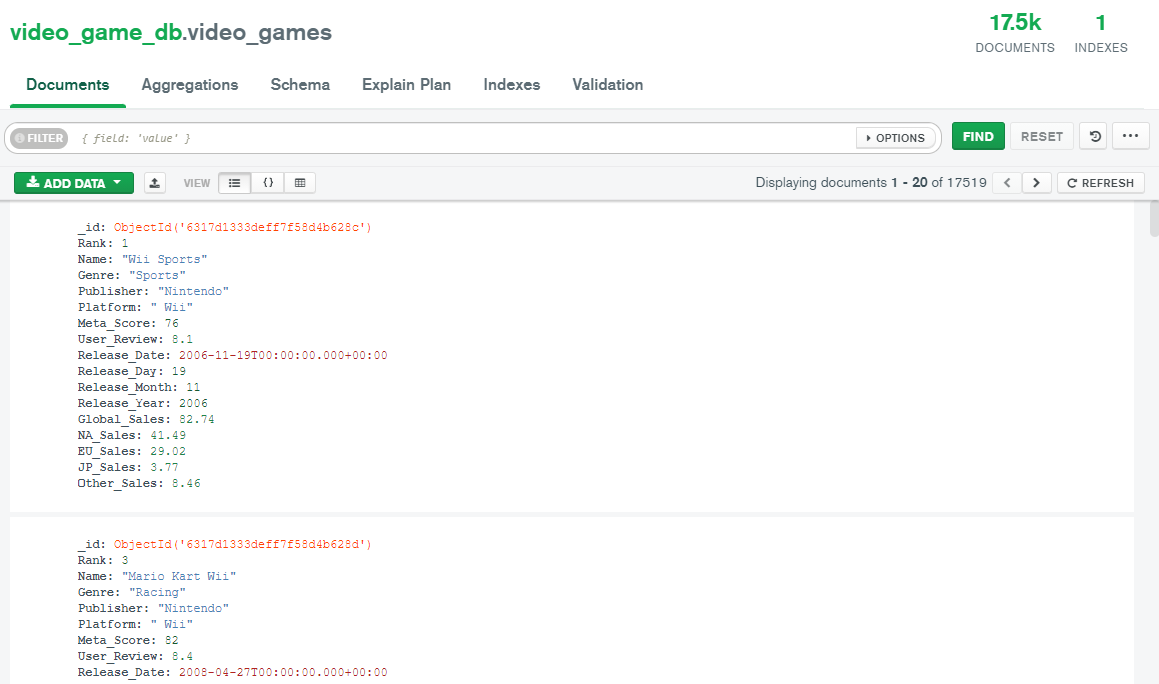 video_game_db.video_games
17.5k
DOCUMENTS
1
INDEXES
Documents Aggregations Schema Explain Plan Indexes Validation
FILTER { field: 'value' } OPTIONS FIND RESET
ADD DATA VIEW { } Displaying documents 1 - 20 of 17519 REFRESH
_id: ObjectId('6317d1333deff7f58d4b628c')
Rank: 1
Name: "Wii Sports"
Genre: "Sports"
Publisher: "Nintendo"
Platform: " Wii"
Meta_Score: 76
User_Review: 8.1
Release_Date: 2006-11-19T00:00:00.000+00:00
Release_Day: 19
Release_Month: 11
Release_Year: 2006
Global_Sales: 82.74
NA_Sales: 41.49
EU_Sales: 29.02
JP_Sales: 3.77
Other_Sales: 8.46
_id: ObjectId('6317d1333deff7f58d4b628d')
Rank: 3
Name: "Mario Kart Wii"
Genre: "Racing"
Publisher: "Nintendo"
Platform: " Wii"
Meta_Score: 82
User_Review: 8.4
Release_Date: 2008-04-27T00:00:00.000+00:00